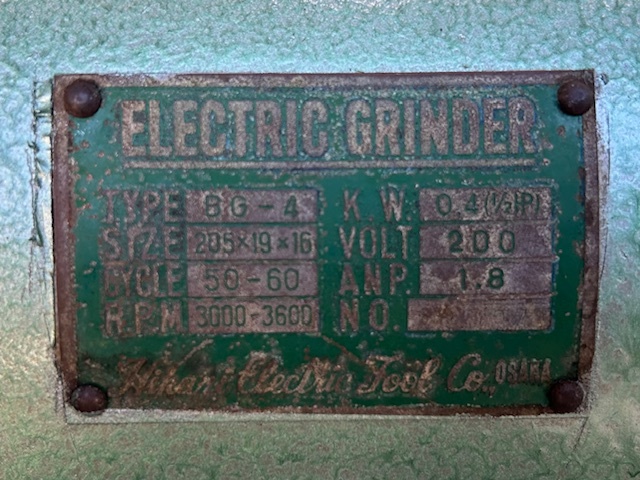 ELECTRIC GRINDER
TYPE BG-4 K.W. 0.4(½HP)
SIZE 205×19×16 VOLT 200
CYCLE 50-60 AMP. 1.8
R.P.M 3000-3600 NO.
Electric Tool Co., OSAKA